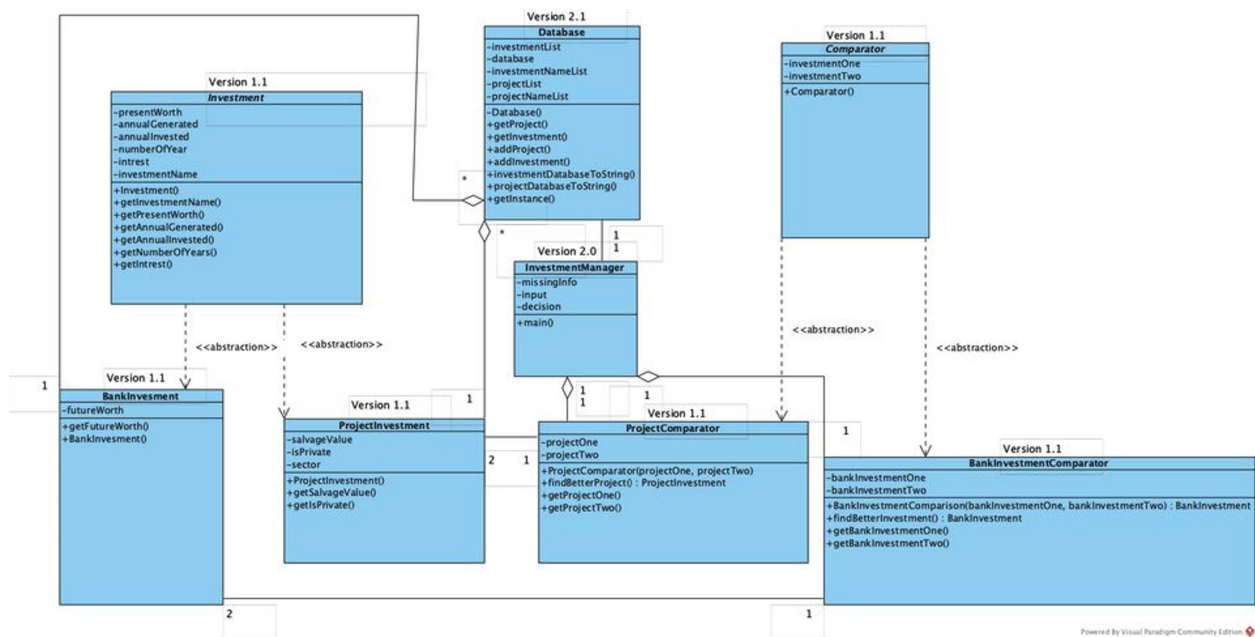 Version 2.1
Database
-investmentList
-database
-investmentNameList
-projectList
-projectNameList
-Database()
+getProject()
+getInvestment()
+addProject()
+addInvestment()
+investmentDatabaseToString()
+projectDatabaseToString()
+getInstance()
Version 1.1
Comparator
-investmentOne
-investmentTwo
+Comparator()
Version 1.1
Investment
-presentWorth
-annualGenerated
-annualInvested
-numberOfYear
-intrest
-investmentName
+Investment()
+getInvestmentName()
+getPresentWorth()
+getAnnualGenerated()
+getAnnualInvested()
+getNumberOfYears()
+getIntrest()
*
*
1
1
Version 2.0
InvestmentManager
-missingInfo
-input
-decision
+main()
<<abstraction>>
<<abstraction>>
<<abstraction>>
<<abstraction>>
1
1
1
1
1
1
Version 1.1
BankInvesment
-futureWorth
+getFutureWorth()
+BankInvesment()
Version 1.1
ProjectInvestment
-salvageValue
-isPrivate
-sector
+ProjectInvestment()
+getSalvageValue()
+getIsPrivate()
2
1
Version 1.1
ProjectComparator
-projectOne
-projectTwo
+ProjectComparator(projectOne, projectTwo)
+findBetterProject() : ProjectInvestment
+getProjectOne()
+getProjectTwo()
Version 1.1
BankInvestmentComparator
-bankInvestmentOne
-bankInvestmentTwo
+BankInvestmentComparison(bankInvestmentOne, bankInvestmentTwo) : BankInvestment
+findBetterInvestment() : BankInvestment
+getBankInvestmentOne()
+getBankInvestmentTwo()
2
1
Powered By Visual Paradigm Community Edition